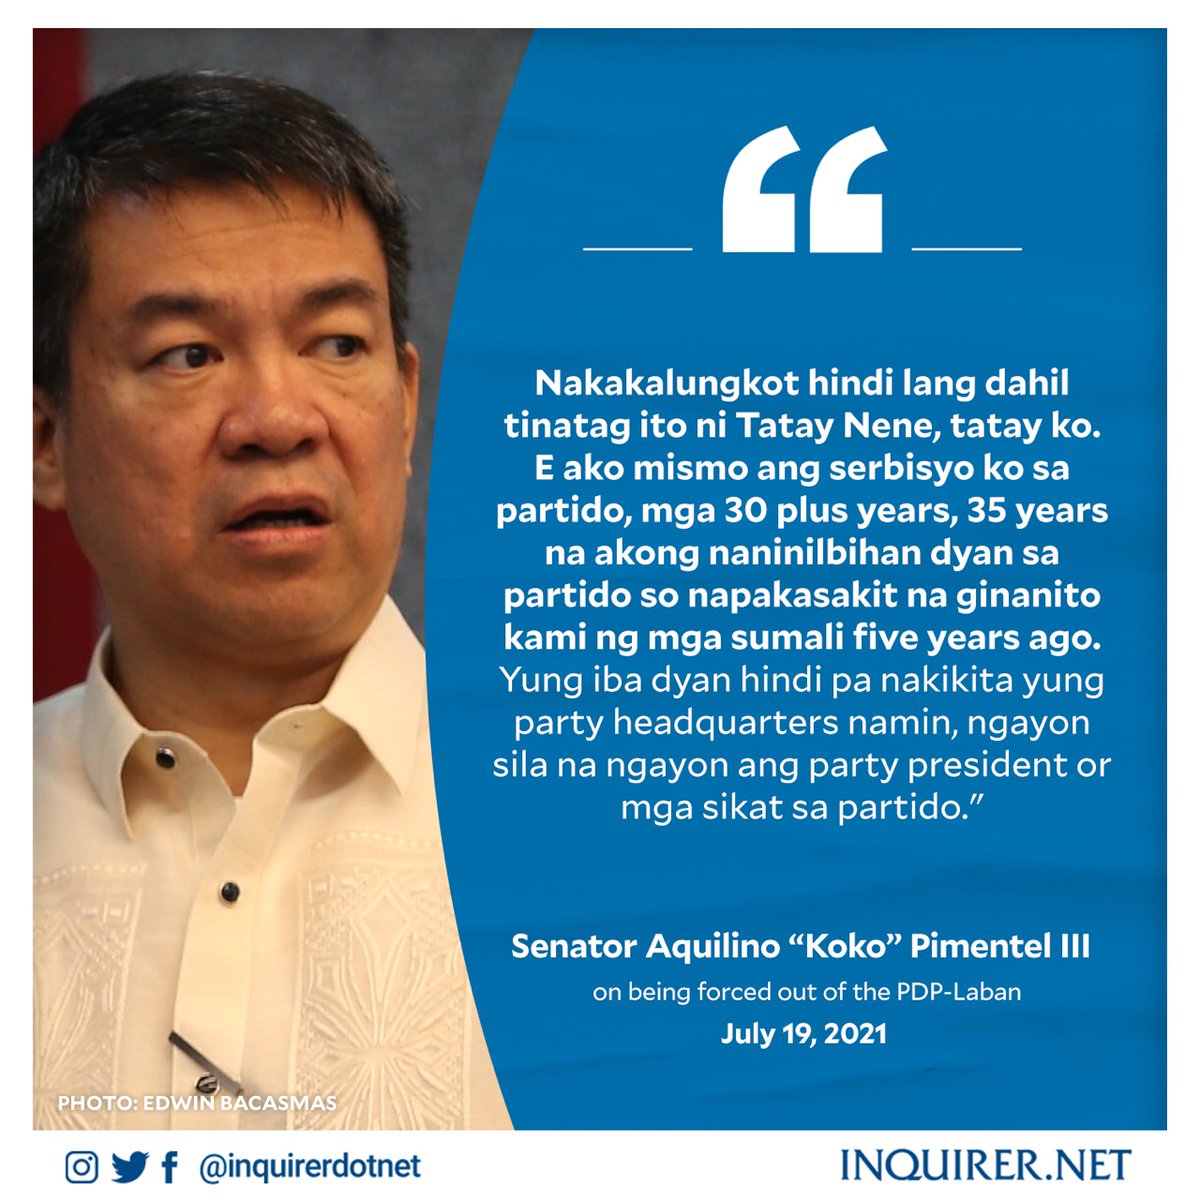 “
Nakakalungkot hindi lang dahil
tinatag ito ni Tatay Nene, tatay ko.
E ako mismo ang serbisyo ko sa
partido, mga 30 plus years, 35 years
na akong naninilbihan dyan sa
partido so napakasakit na ginanito
kami ng mga sumali five years ago.
Yung iba dyan hindi pa nakikita yung
party headquarters namin, ngayon
sila na ngayon ang party president or
mga sikat sa partido.”
Senator Aquilino “Koko” Pimentel III
on being forced out of the PDP-Laban
July 19, 2021
PHOTO: EDWIN BACASMAS
@inquirerdotnet
INQUIRER.NET